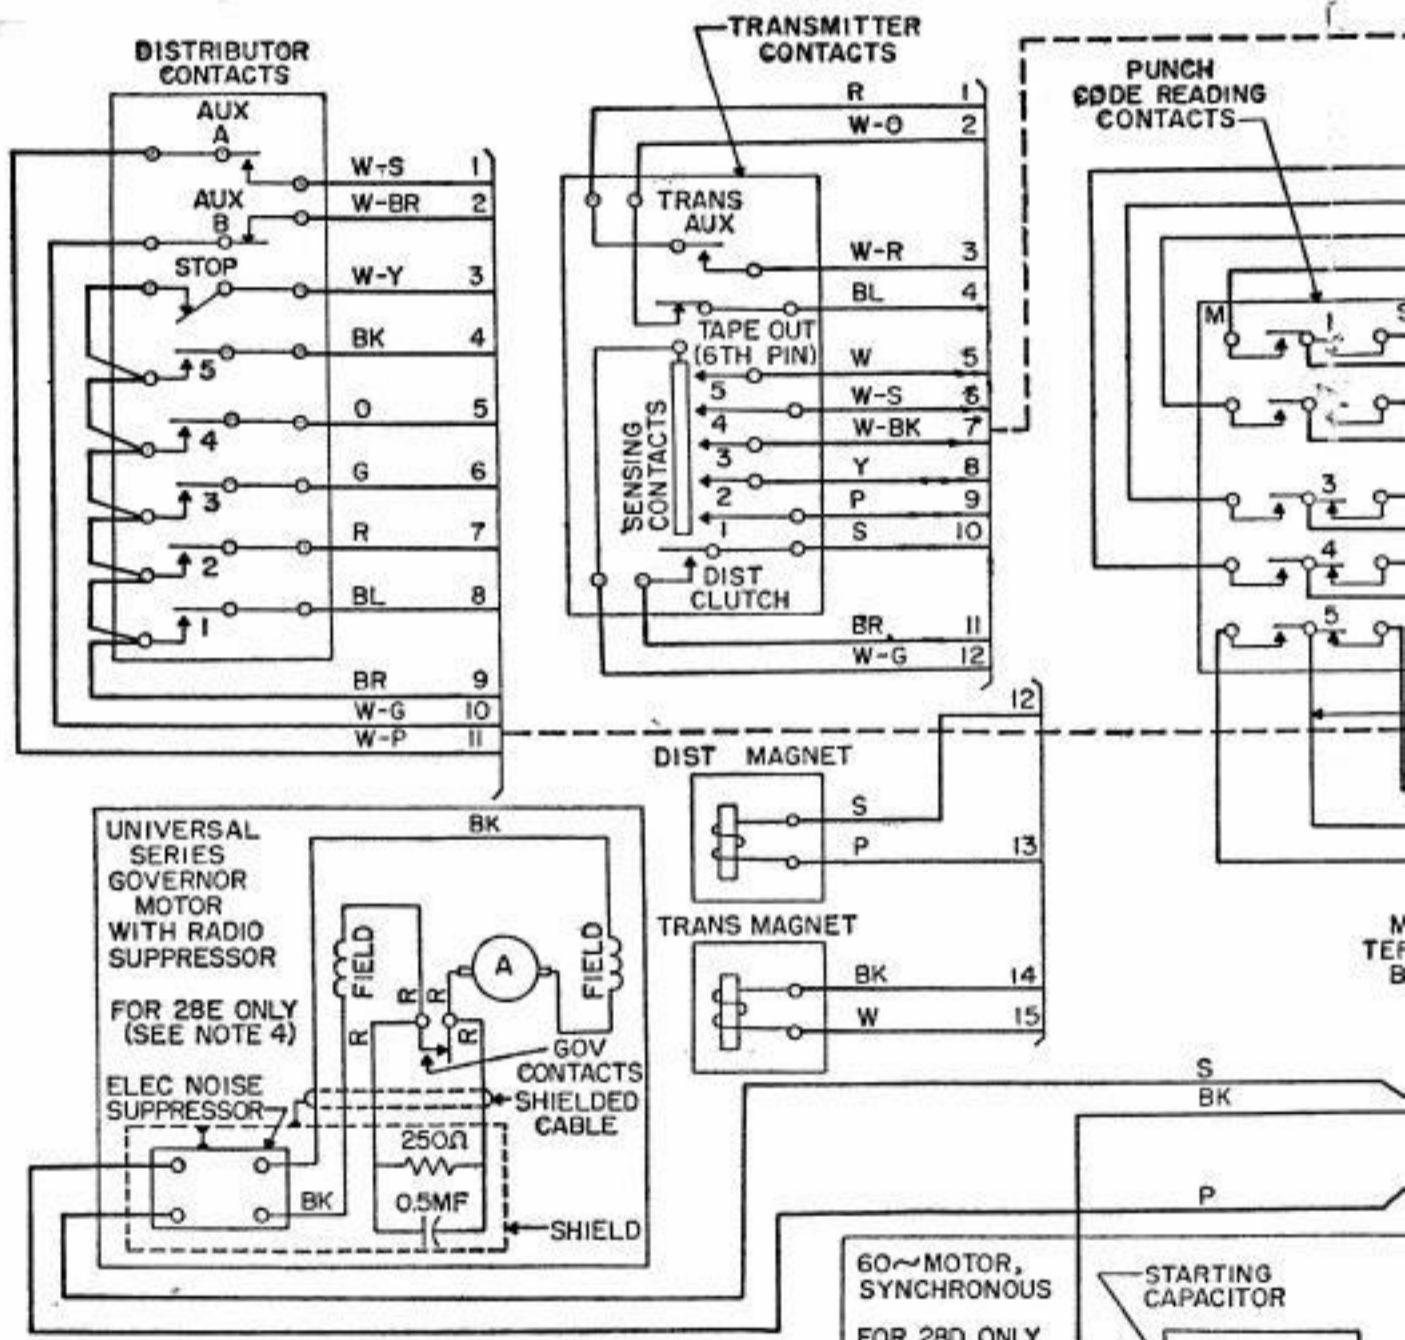 DISTRIBUTOR
CONTACTS
AUX
A
W-S 1
AUX
B
W-BR 2
STOP
W-Y 3
BK 4
5
O 5
4
G 6
3
R 7
2
BL 8
1
BR 9
W-G 10
W-P 11
TRANSMITTER
CONTACTS
R 1
W-O 2
TRANS
AUX
W-R 3
BL 4
TAPE OUT
(6TH PIN)
W 5
5
W-S 6
4
W-BK 7
3
Y 8
2
P 9
1
S 10
SENSING
CONTACTS
DIST
CLUTCH
BR 11
W-G 12
PUNCH
CODE READING
CONTACTS
M
S
1
3
4
5
12
DIST MAGNET
S
P 13
TRANS MAGNET
BK 14
W 15
UNIVERSAL
SERIES
GOVERNOR
MOTOR
WITH RADIO
SUPPRESSOR
FOR 28E ONLY
(SEE NOTE 4)
ELEC NOISE
SUPPRESSOR
BK
FIELD
R
R
A
FIELD
R
R
GOV
CONTACTS
SHIELDED
CABLE
250Ω
0.5MF
BK
SHIELD
M
TER
B
S
BK
P
60~MOTOR,
SYNCHRONOUS
FOR 28D ONLY
STARTING
CAPACITOR